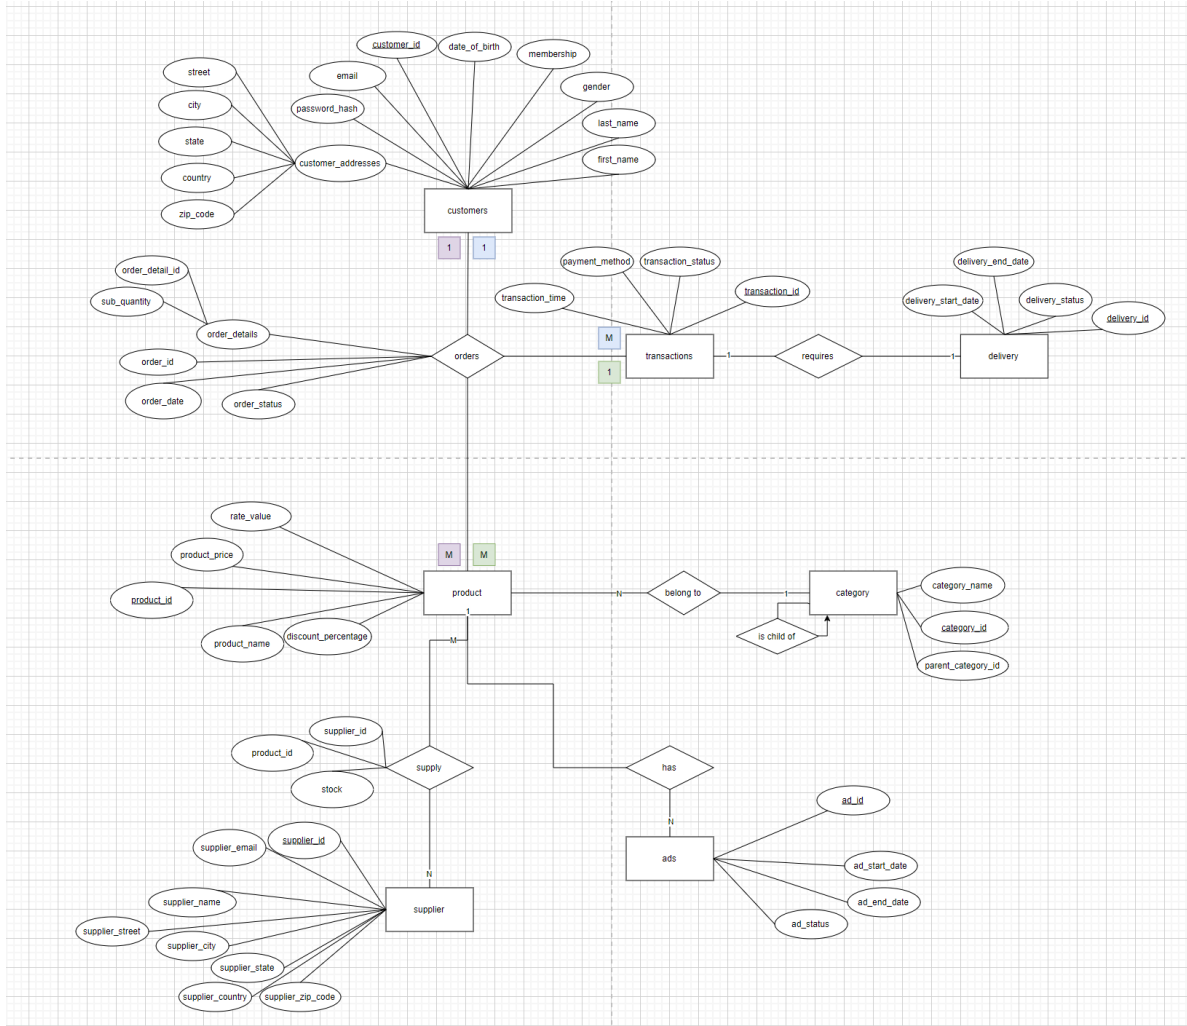 customer_id
date_of_birth
membership
street
email
gender
city
password_hash
last_name
state
customer_addresses
first_name
country
zip_code
customers
1
1
order_detail_id
sub_quantity
order_details
order_id
order_date
order_status
orders
payment_method
transaction_status
transaction_time
transaction_id
M
1
transactions
1
requires
1
delivery_end_date
delivery_start_date
delivery_status
delivery_id
delivery
rate_value
product_price
product_id
product_name
discount_percentage
M
M
product
1
N
belong to
1
category
is child of
category_name
category_id
parent_category_id
M
supplier_id
product_id
supply
stock
has
N
N
ads
ad_id
ad_start_date
ad_end_date
ad_status
supplier_id
supplier_email
supplier_name
supplier
supplier_street
supplier_city
supplier_state
supplier_country
supplier_zip_code